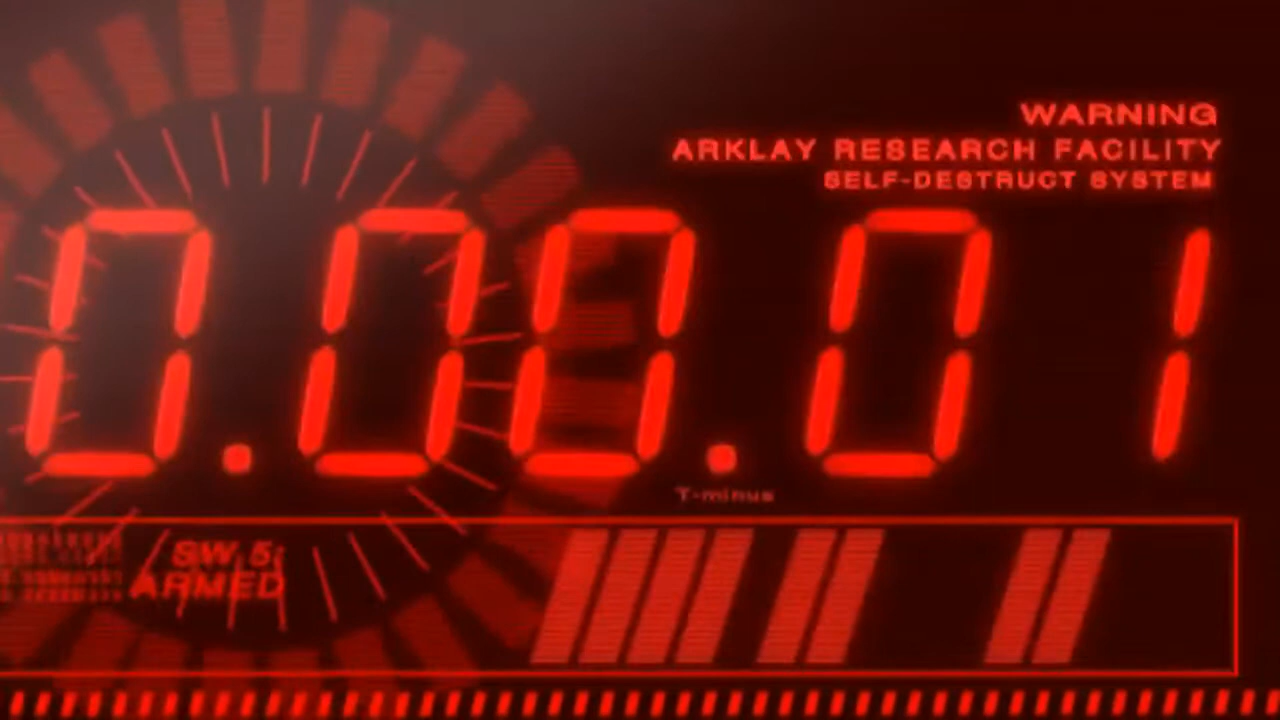 WARNING
ARKLAY RESEARCH FACILITY
SELF-DESTRUCT SYSTEM
0.00.01
T-minus
SW.5:
ARMED